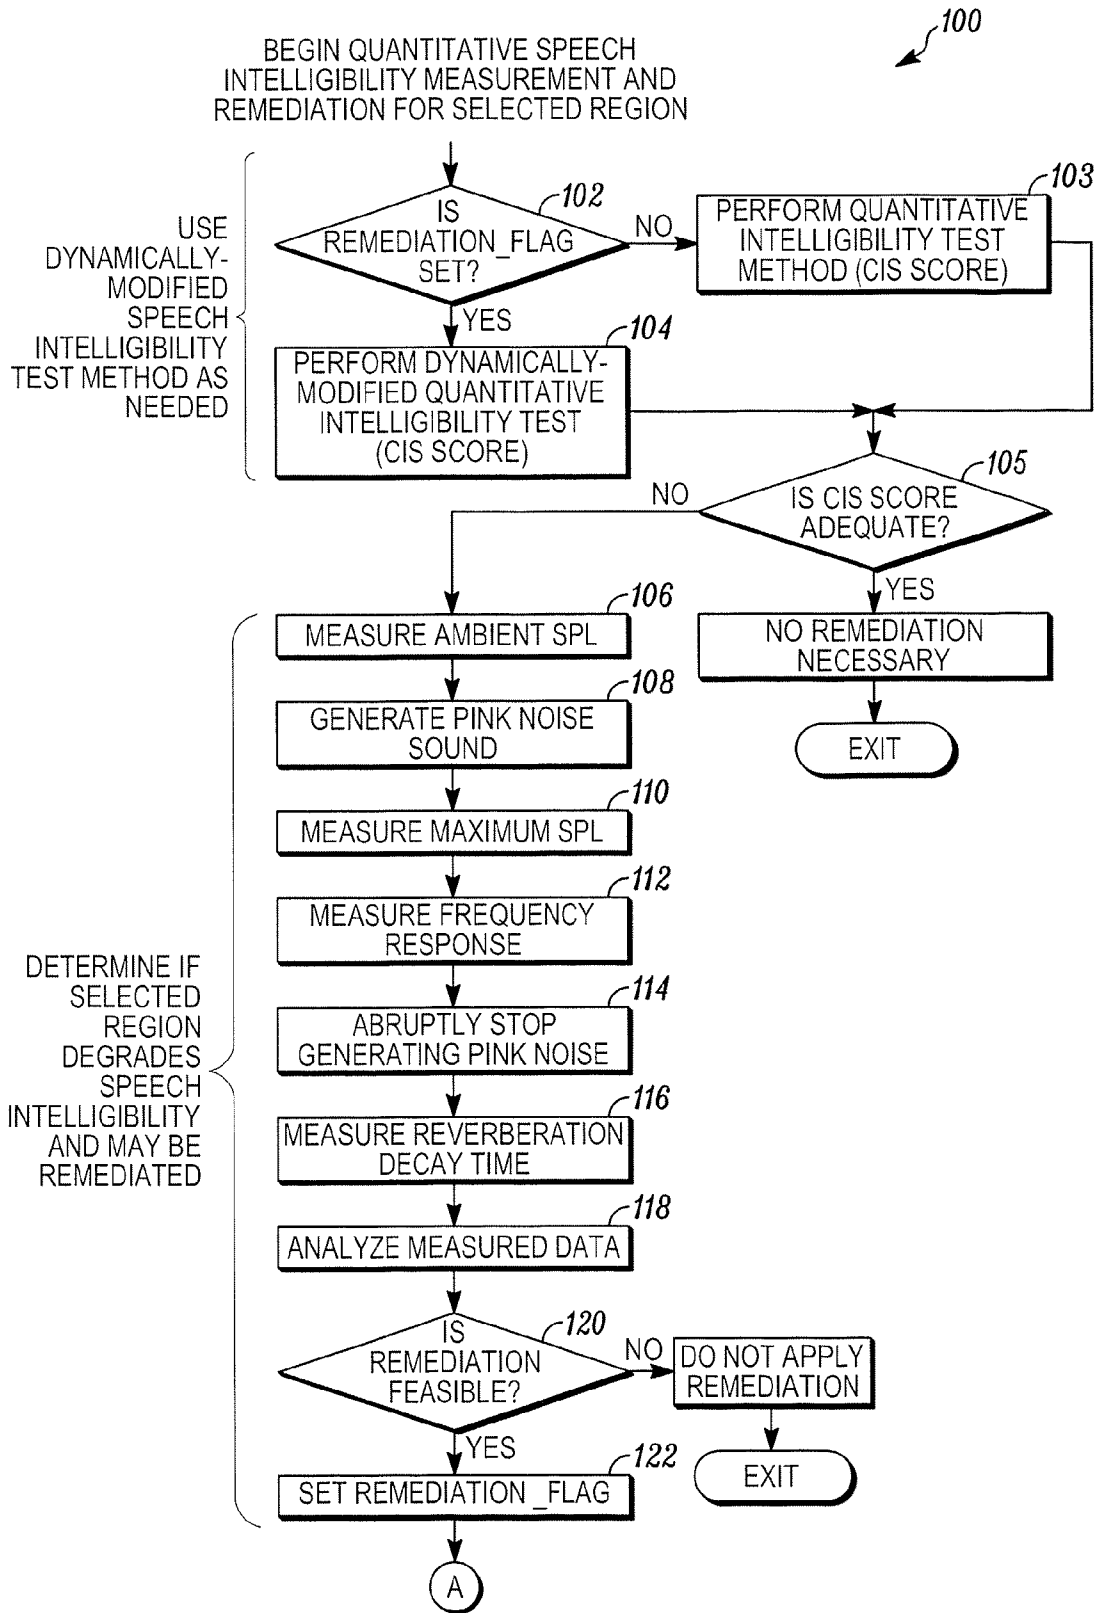 100
BEGIN QUANTITATIVE SPEECH
INTELLIGIBILITY MEASUREMENT AND
REMEDIATION FOR SELECTED REGION
USE
DYNAMICALLY-
MODIFIED
SPEECH
INTELLIGIBILITY
TEST METHOD AS
NEEDED
102
IS
REMEDIATION_FLAG
SET?
NO
103
PERFORM QUANTITATIVE
INTELLIGIBILITY TEST
METHOD (CIS SCORE)
YES
104
PERFORM DYNAMICALLY-
MODIFIED QUANTITATIVE
INTELLIGIBILITY TEST
(CIS SCORE)
105
IS CIS SCORE
ADEQUATE?
NO
YES
NO REMEDIATION
NECESSARY
EXIT
DETERMINE IF
SELECTED
REGION
DEGRADES
SPEECH
INTELLIGIBILITY
AND MAY BE
REMEDIATED
106
MEASURE AMBIENT SPL
108
GENERATE PINK NOISE
SOUND
110
MEASURE MAXIMUM SPL
112
MEASURE FREQUENCY
RESPONSE
114
ABRUPTLY STOP
GENERATING PINK NOISE
116
MEASURE REVERBERATION
DECAY TIME
118
ANALYZE MEASURED DATA
120
IS
REMEDIATION
FEASIBLE?
NO
DO NOT APPLY
REMEDIATION
EXIT
YES
122
SET REMEDIATION _FLAG
A